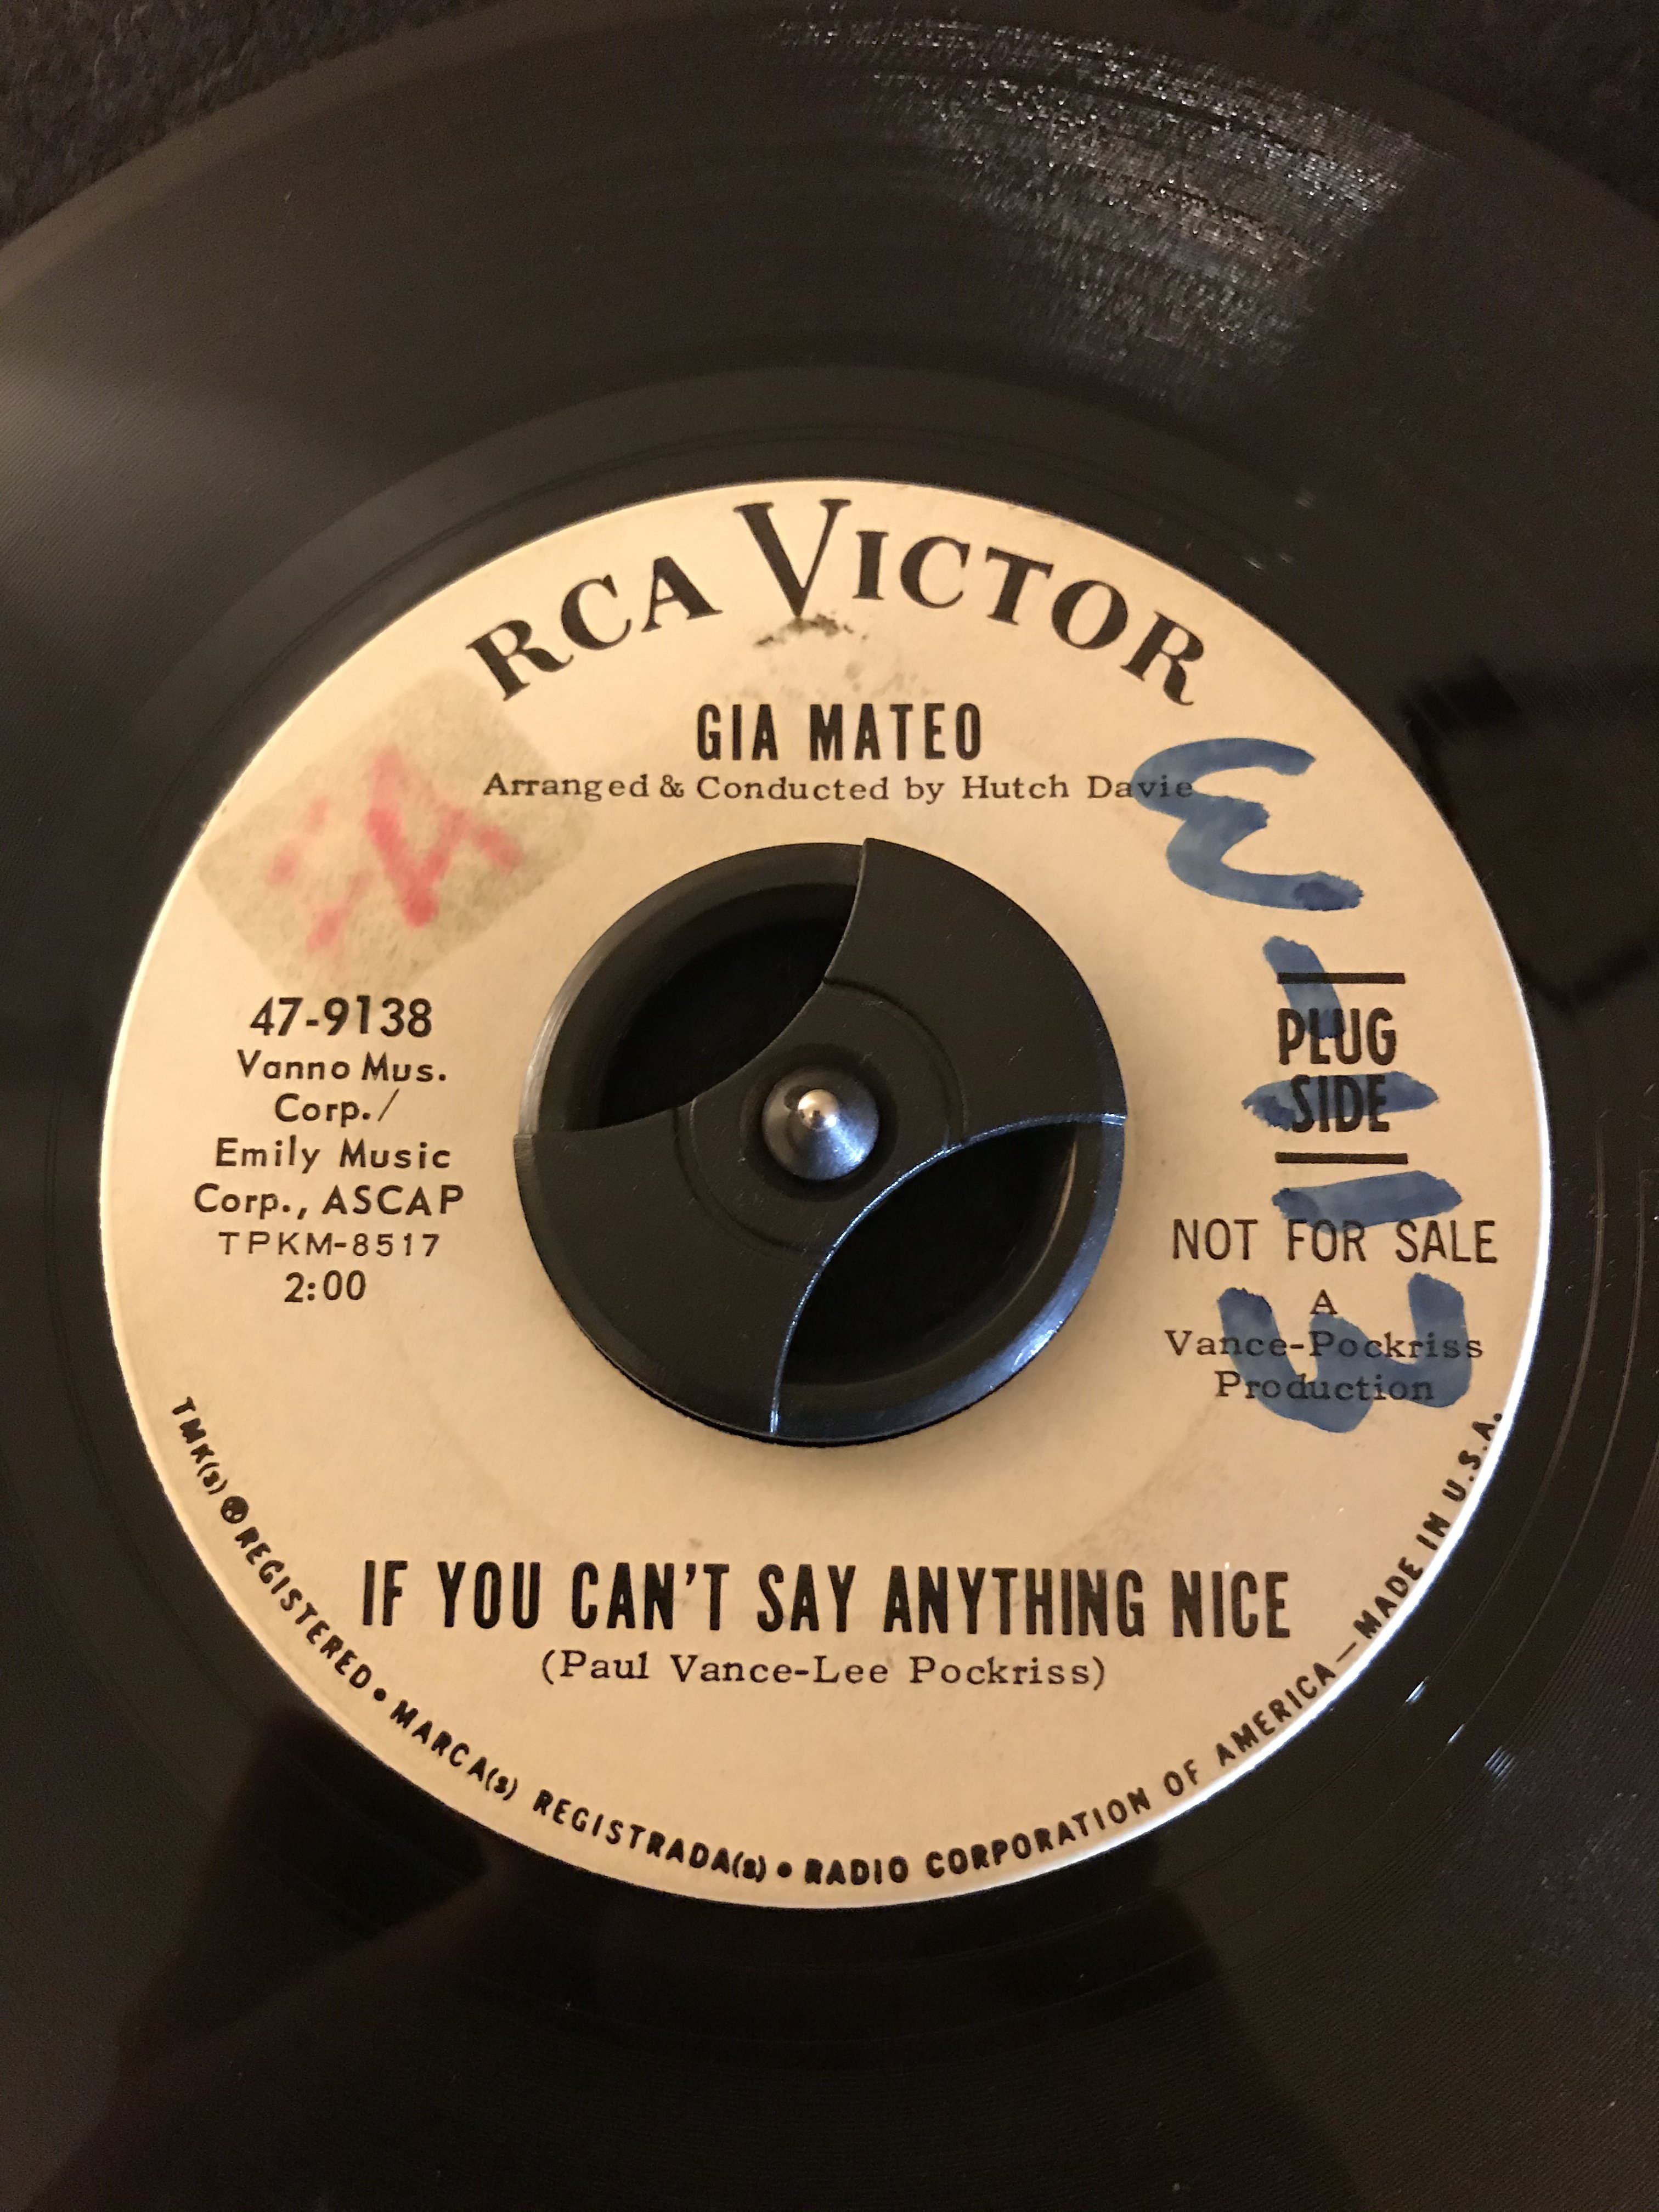 RCA VICTOR
GIA MATEO
Arranged & Conducted by Hutch Davie
47-9138
Vanno Mus.
Corp./
Emily Music
Corp., ASCAP
TPKM-8517
2:00
PLUG
SIDE
NOT FOR SALE
A
Vance-Pockriss
Production
IF YOU CAN'T SAY ANYTHING NICE
(Paul Vance-Lee Pockriss)
TMK(s) ® REGISTERED • MARCA(s) REGISTRADA(s) • RADIO CORPORATION OF AMERICA—MADE IN U.S.A.